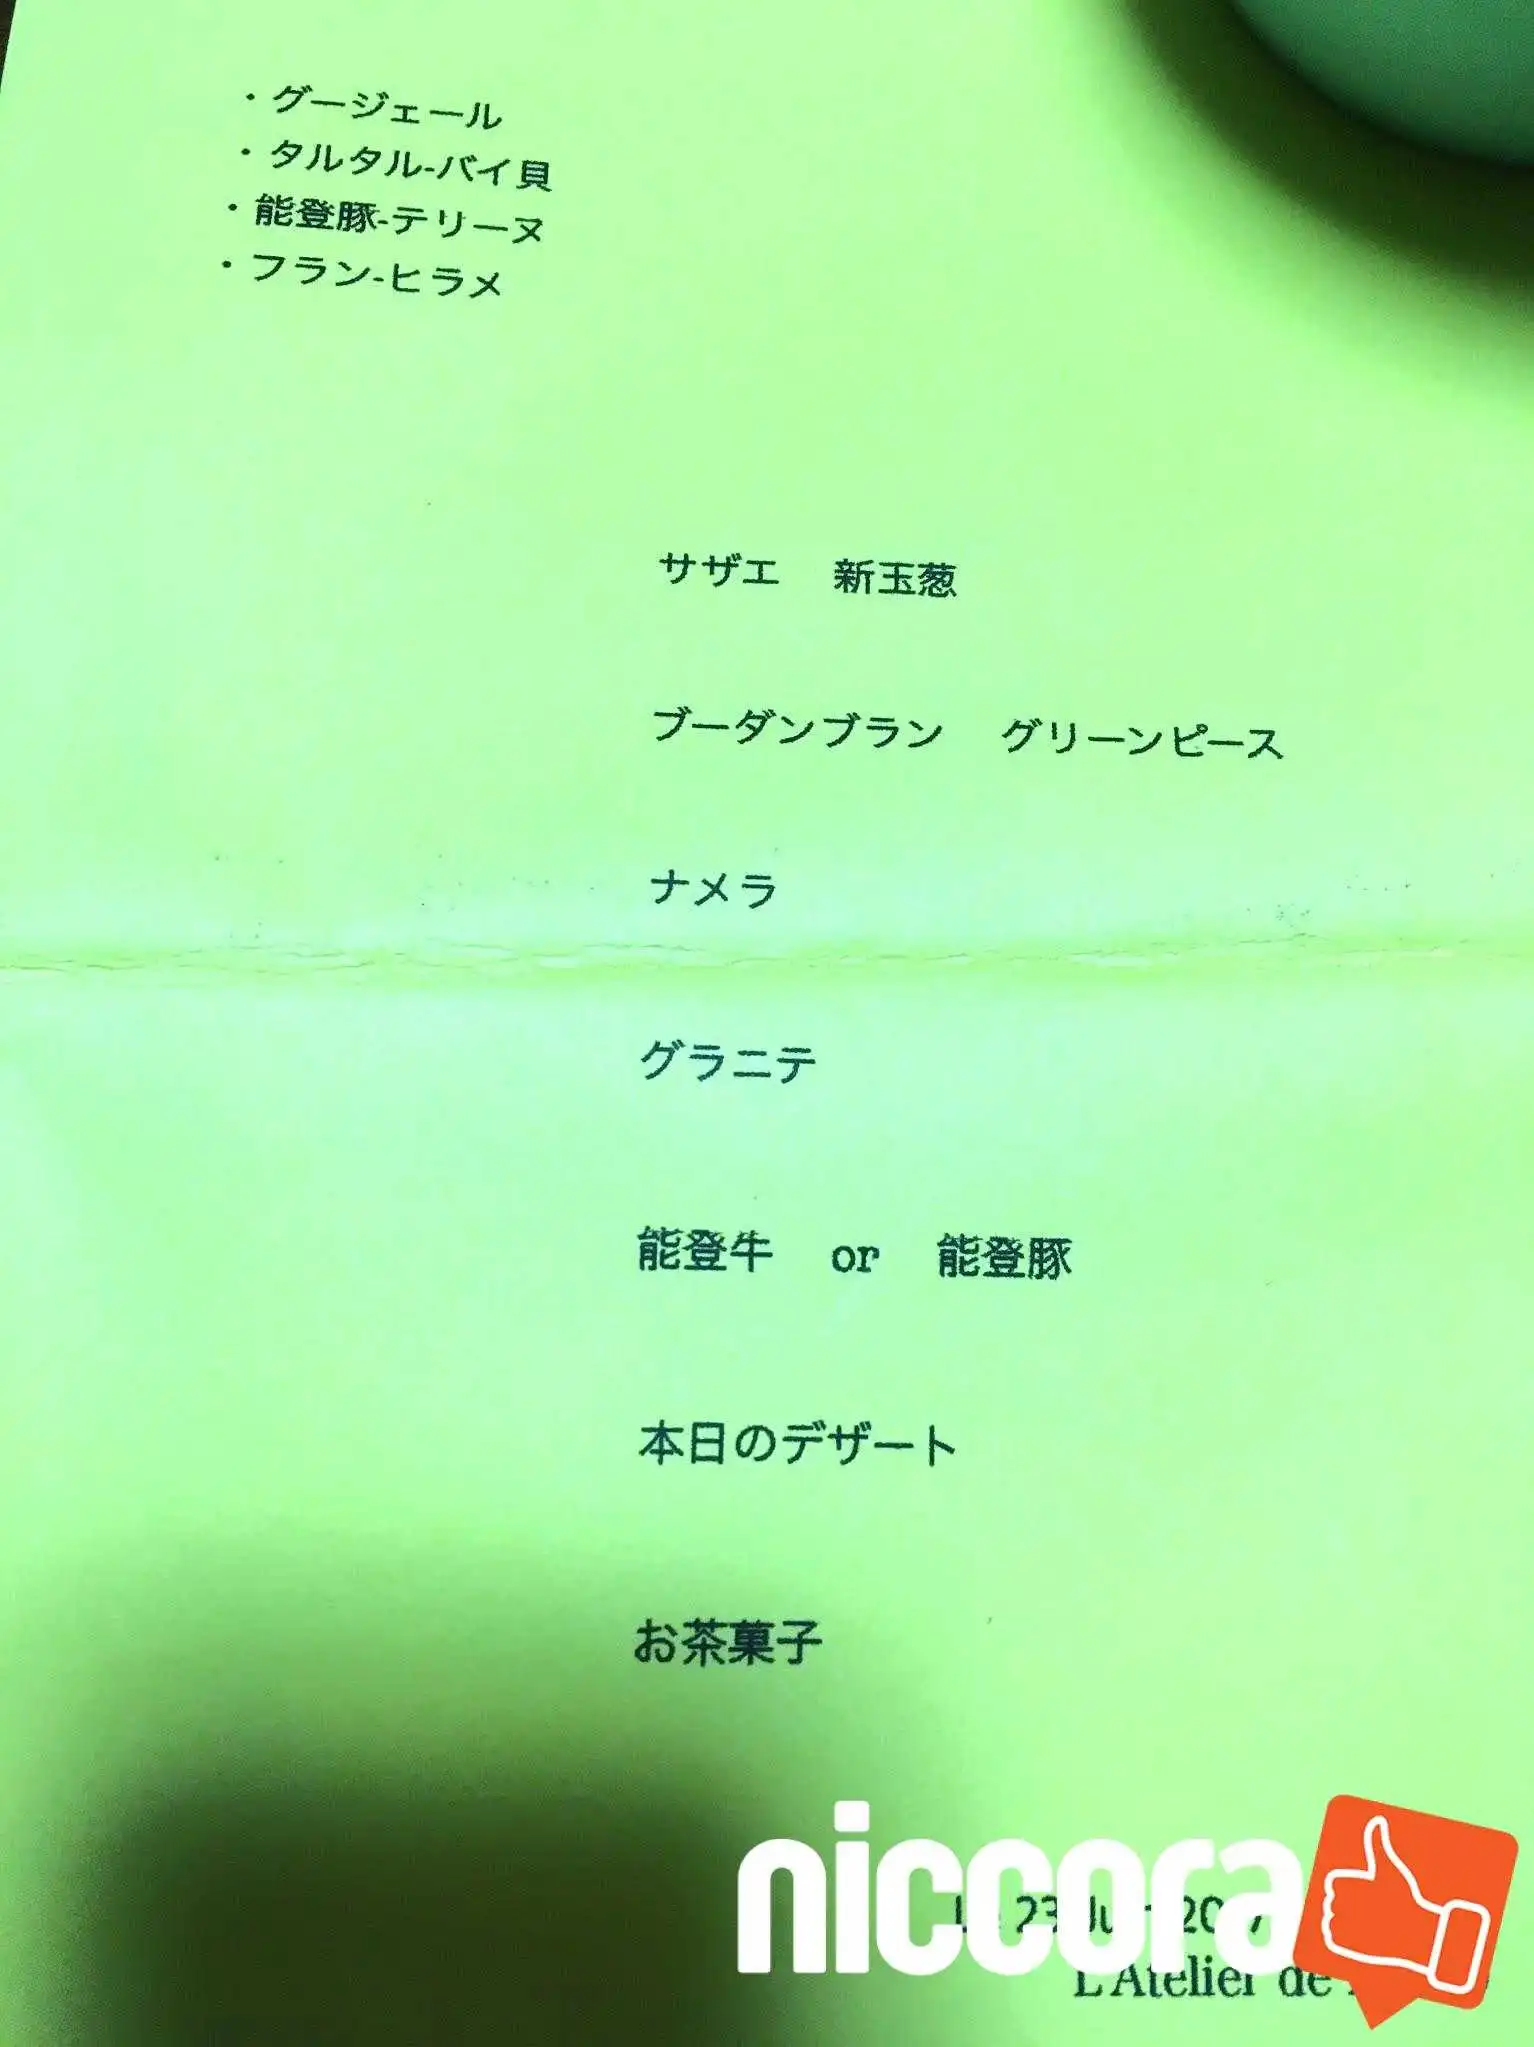 ・グージェール
・タルタル-バイ貝
・能登豚-テリーヌ
・フラン-ヒラメ
サザエ　新玉葱
ブーダンブラン　グリーンピース
ナメラ
グラニテ
能登牛　or　能登豚
本日のデザート
お茶菓子
niccora
23
L'Atelier de